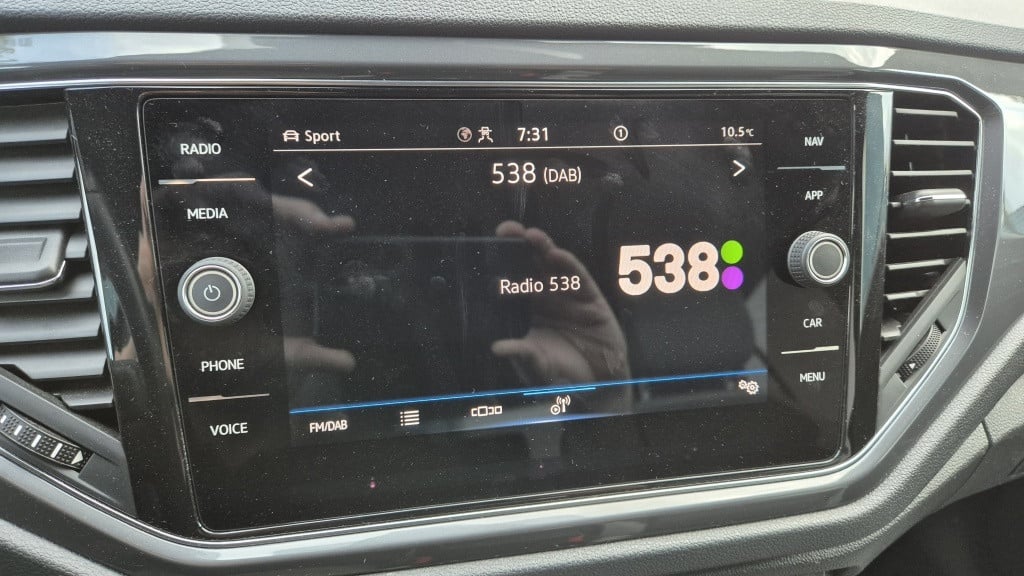 RADIO
MEDIA
PHONE
VOICE
Sport 7:31 1 10.5°C
< 538 (DAB) >
Radio 538
538
FM/DAB
NAV
APP
CAR
MENU